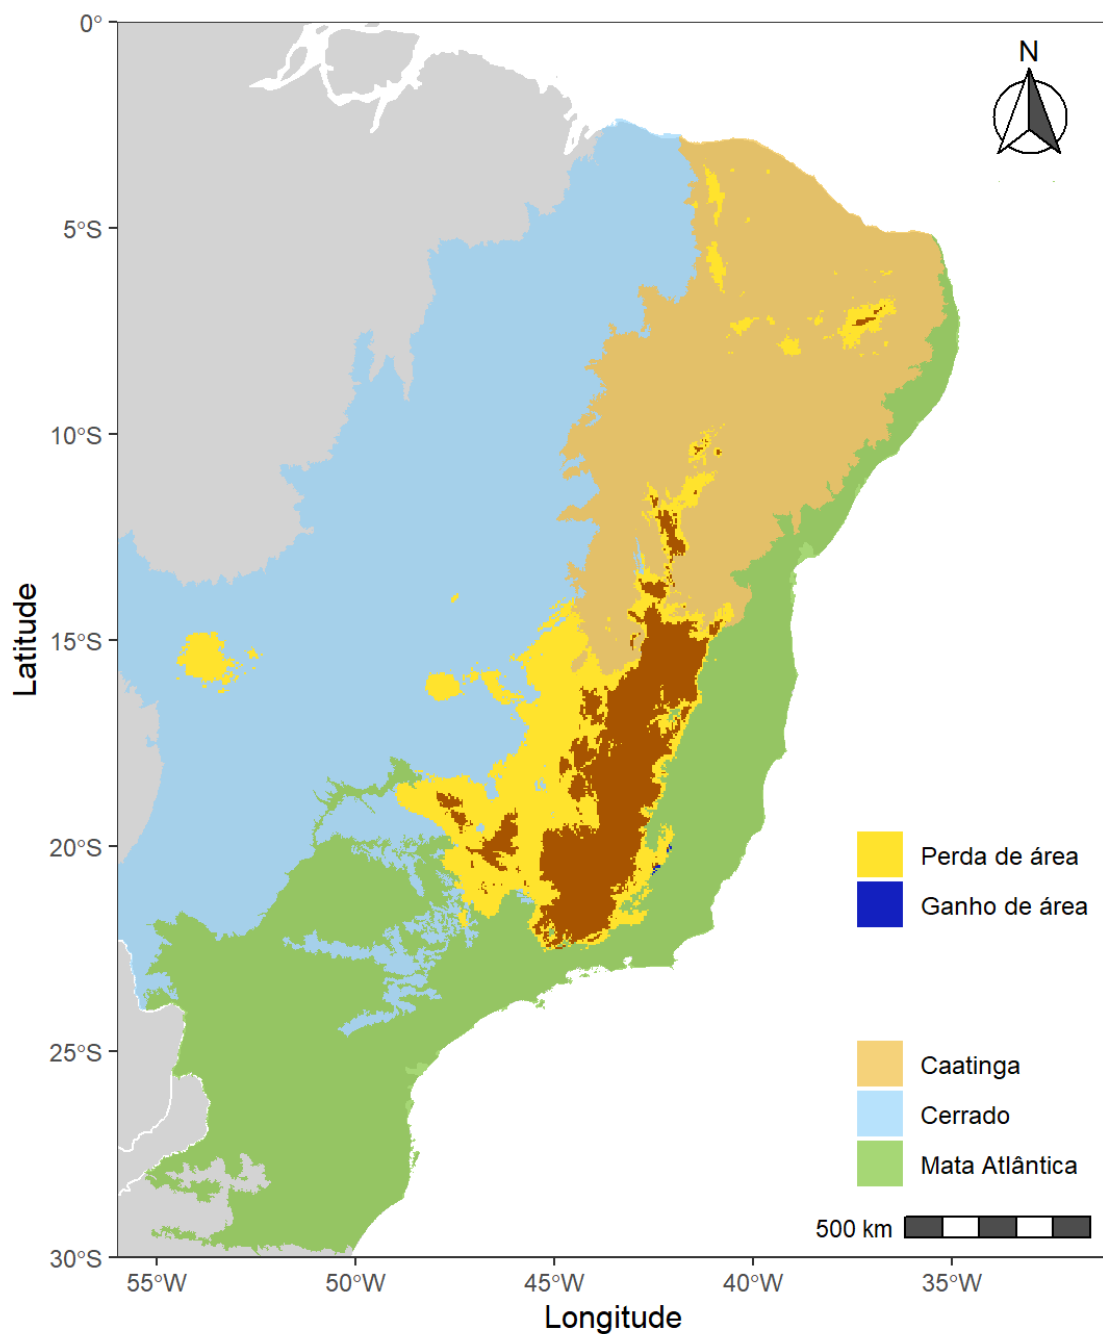 N
0°
5°S
10°S
15°S
20°S
25°S
30°S
Latitude
Perda de área
Ganho de área
Caatinga
Cerrado
Mata Atlântica
500 km
55°W
50°W
45°W
40°W
35°W
Longitude